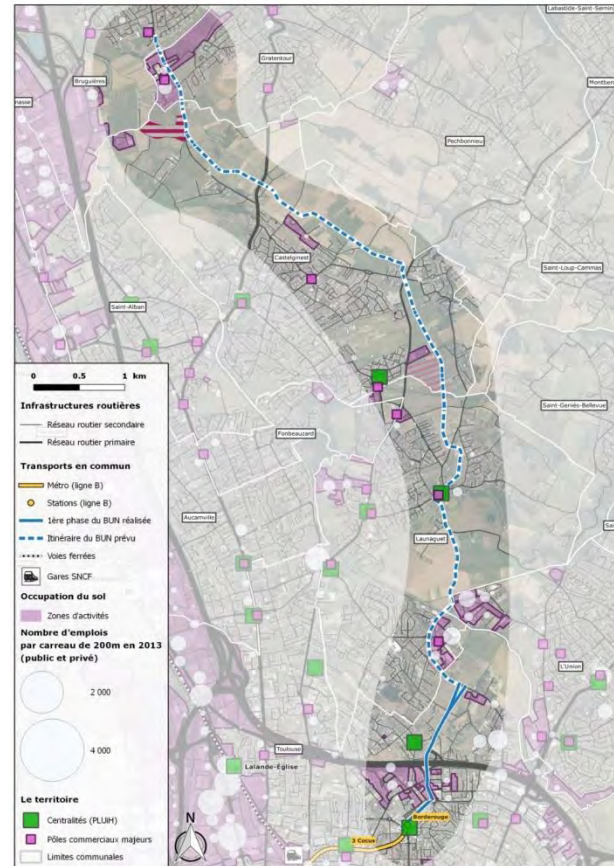 Labastide-Saint-Sernin
Gratentour
Bruguières
Montber
Pechbonnieu
Castelginest
Saint-Loup-Cammas
Saint-Alban
Saint-Geniès-Bellevue
Fonbeauzard
Aucamville
Launaguet
L'Union
Toulouse
Lalande-Église
Borderouge
3 Cocus
N
0 0.5 1 km
Infrastructures routières
Réseau routier secondaire
Réseau routier primaire
Transports en commun
Métro (ligne B)
Stations (ligne B)
1ère phase du BUN réalisée
Itinéraire du BUN prévu
Voies ferrées
Gares SNCF
Occupation du sol
Zones d'activités
Nombre d'emplois
par carreau de 200m en 2013
(public et privé)
2 000
4 000
Le territoire
Centralités (PLUiH)
Pôles commerciaux majeurs
Limites communales